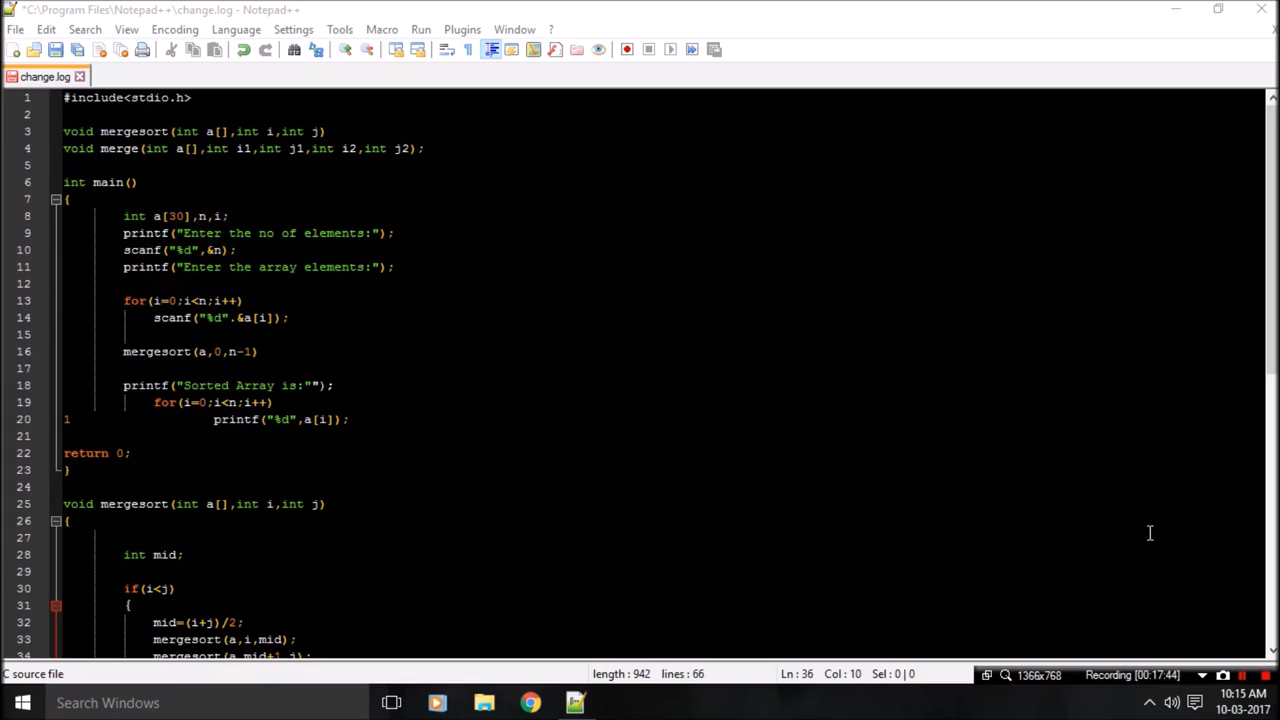 *C:\Program Files\Notepad++\change.log - Notepad++
File Edit Search View Encoding Language Settings Tools Macro Run Plugins Window ?
change.log
1 #include<stdio.h>
2
3 void mergesort(int a[],int i,int j)
4 void merge(int a[],int i1,int j1,int i2,int j2);
5
6 int main()
7 {
8 int a[30],n,i;
9 printf("Enter the no of elements:");
10 scanf("%d",&n);
11 printf("Enter the array elements:");
12
13 for(i=0;i<n;i++)
14 scanf("%d".&a[i]);
15
16 mergesort(a,0,n-1)
17
18 printf("Sorted Array is:"");
19 for(i=0;i<n;i++)
20 1 printf("%d",a[i]);
21
22 return 0;
23 }
24
25 void mergesort(int a[],int i,int j)
26 {
27
28 int mid;
29
30 if(i<j)
31 {
32 mid=(i+j)/2;
33 mergesort(a,i,mid);
34 mergesort(a,mid+1,j);
C source file length : 942 lines : 66 Ln : 36 Col : 10 Sel : 0 | 0 1366x768 Recording [00:17:44]
Search Windows
10:15 AM
10-03-2017